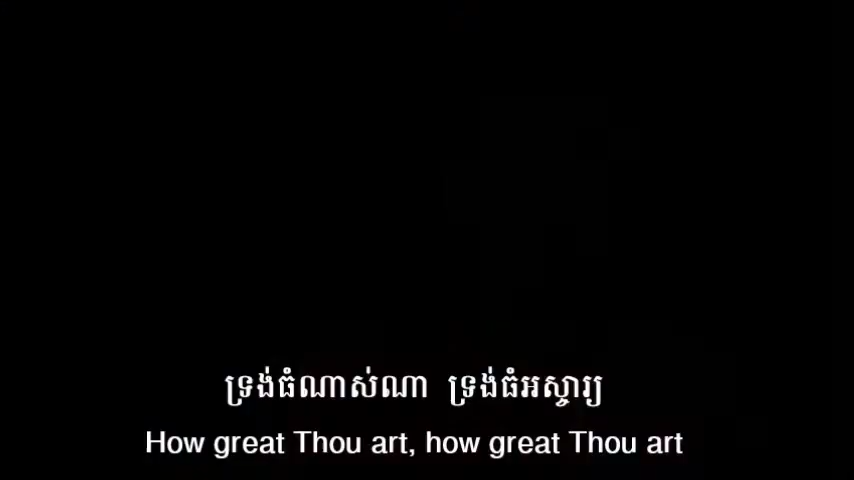 ទ្រង់ធំណាស់ណា ទ្រង់ធំអស្ចារ្យ
How great Thou art, how great Thou art